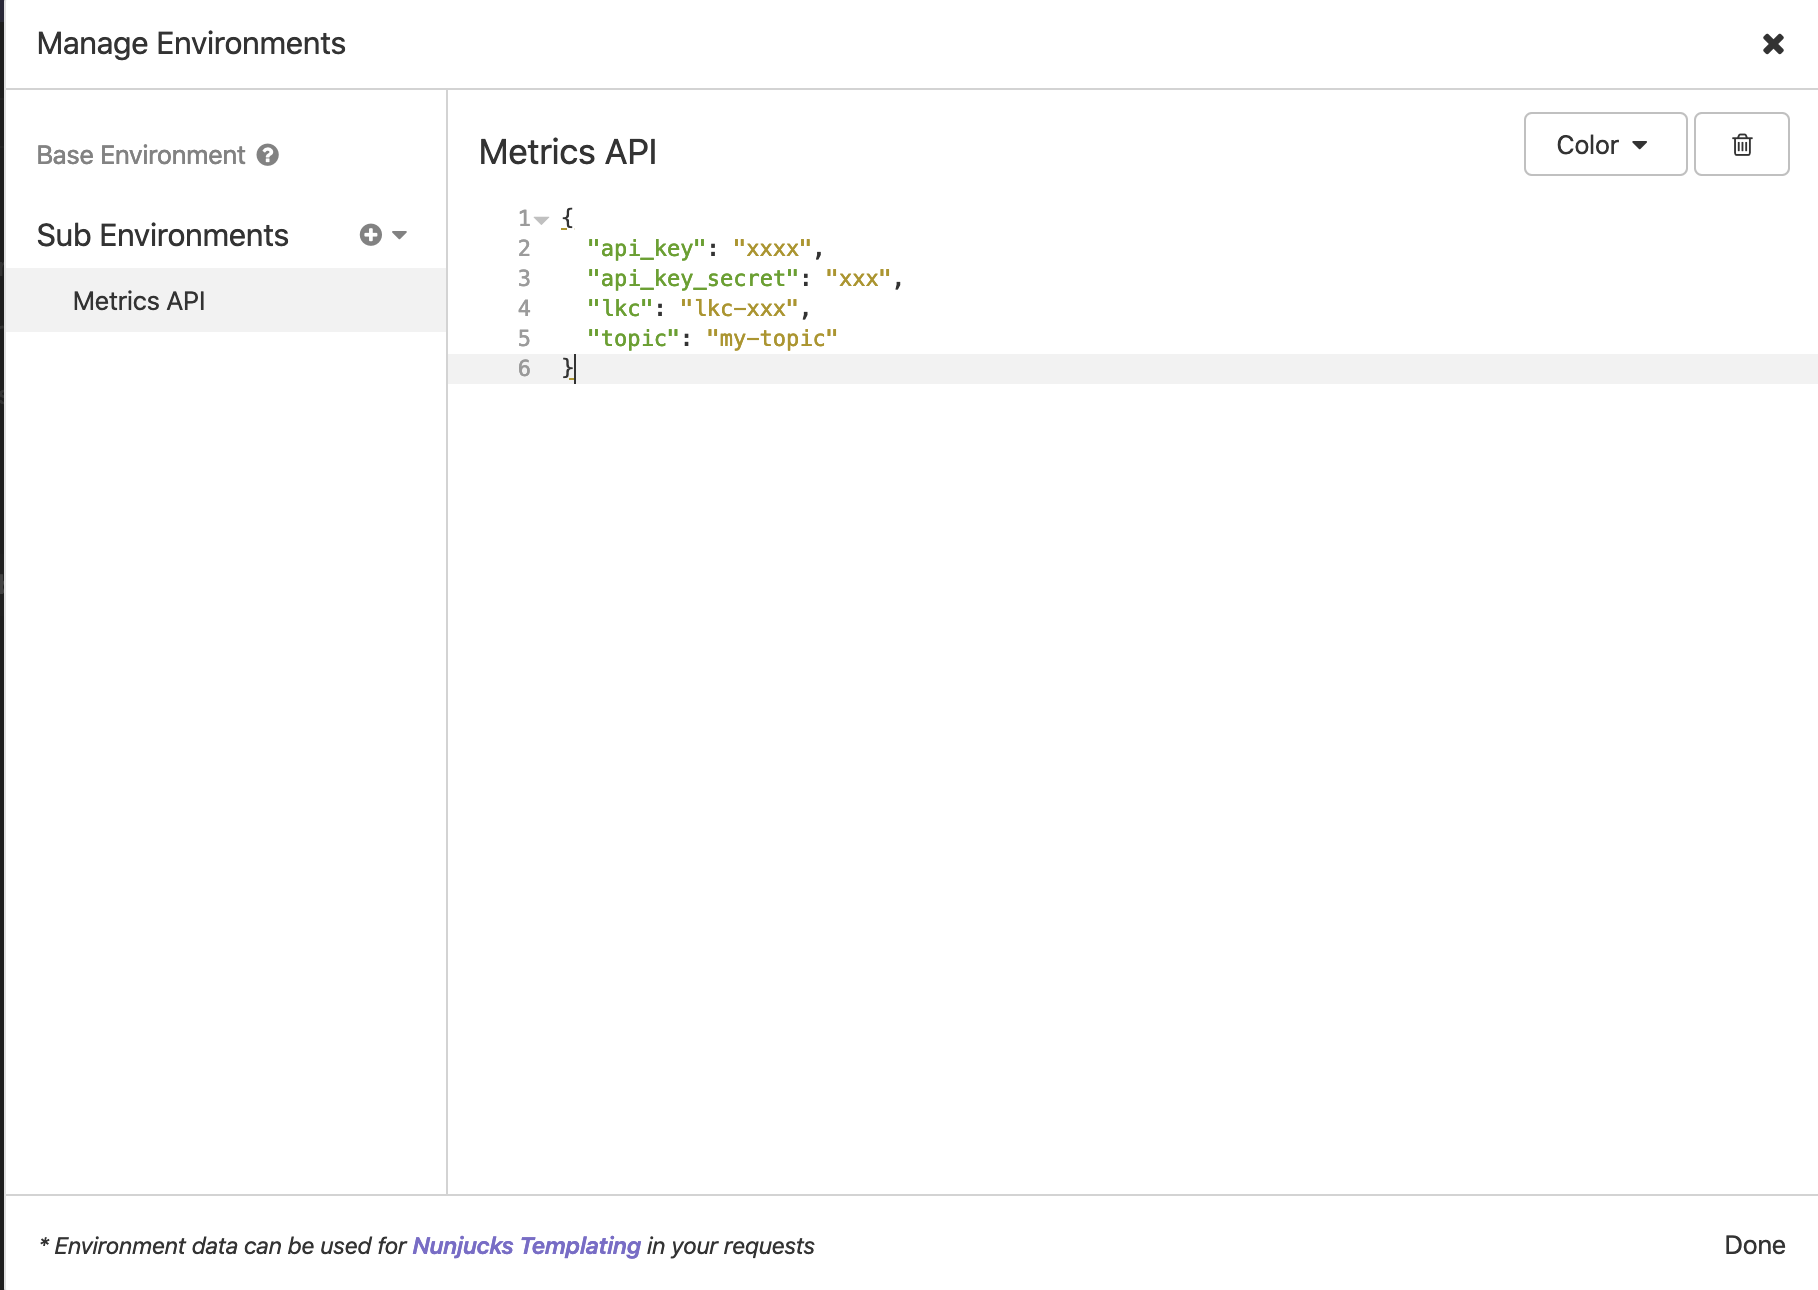 Manage Environments
Base Environment
Sub Environments
Metrics API
Metrics API
Color
1 {
2 "api_key": "xxxx",
3 "api_key_secret": "xxx",
4 "lkc": "lkc-xxx",
5 "topic": "my-topic"
6 }
* Environment data can be used for Nunjucks Templating in your requests
Done